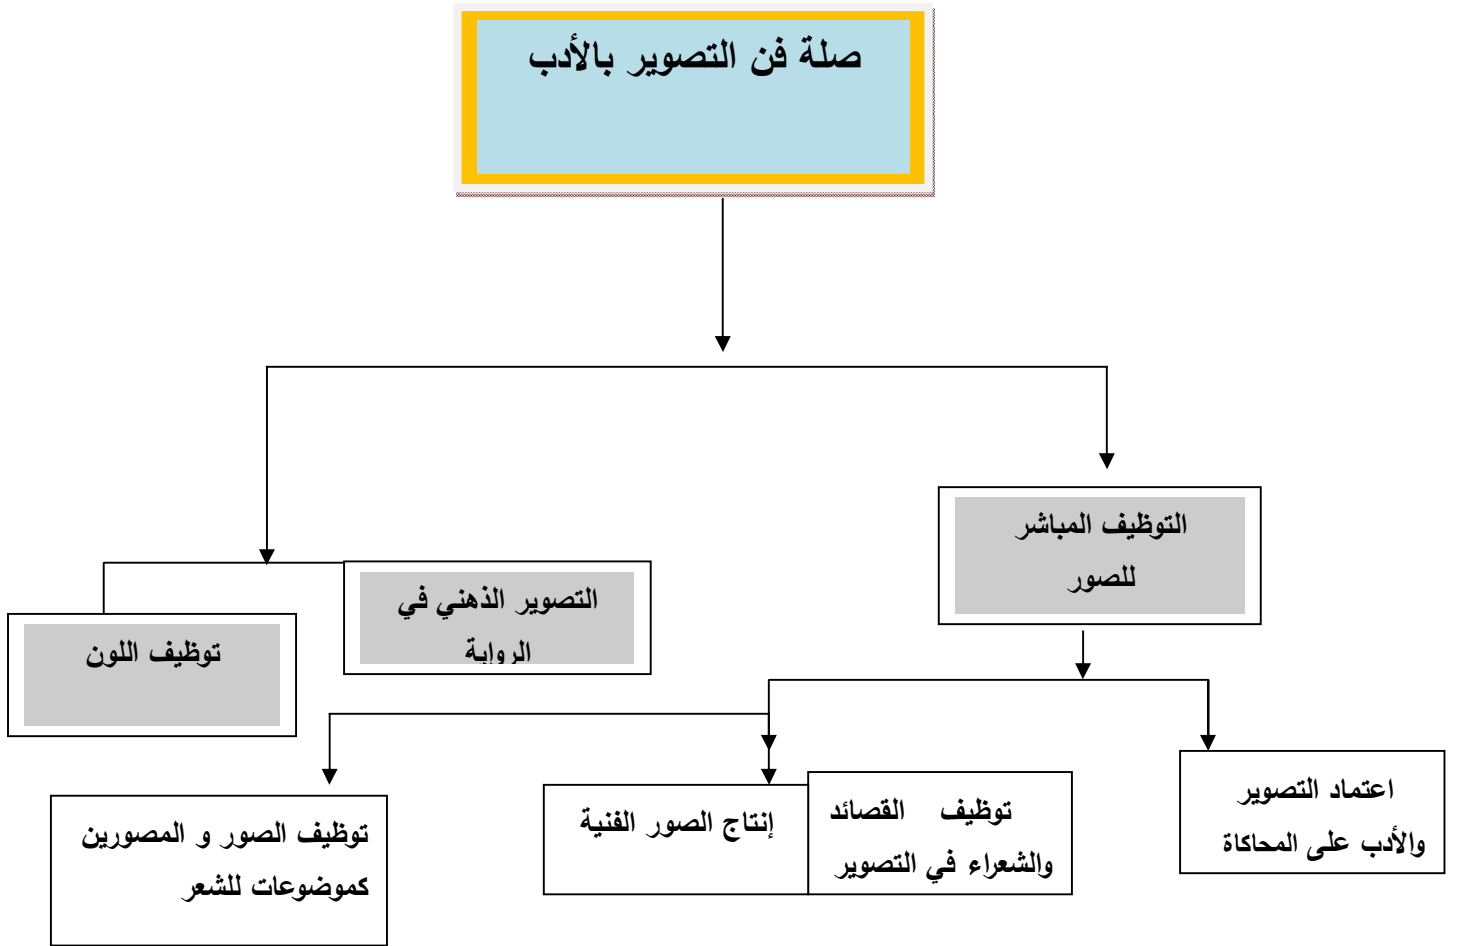 صلة فن التصوير بالأدب
التوظيف المباشر
للصور
التصوير الذهني في
الرواية
توظيف اللون
اعتماد التصوير
والأدب على المحاكاة
توظيف القصائد
والشعراء في التصوير
إنتاج الصور الفنية
توظيف الصور و المصورين
كموضوعات للشعر